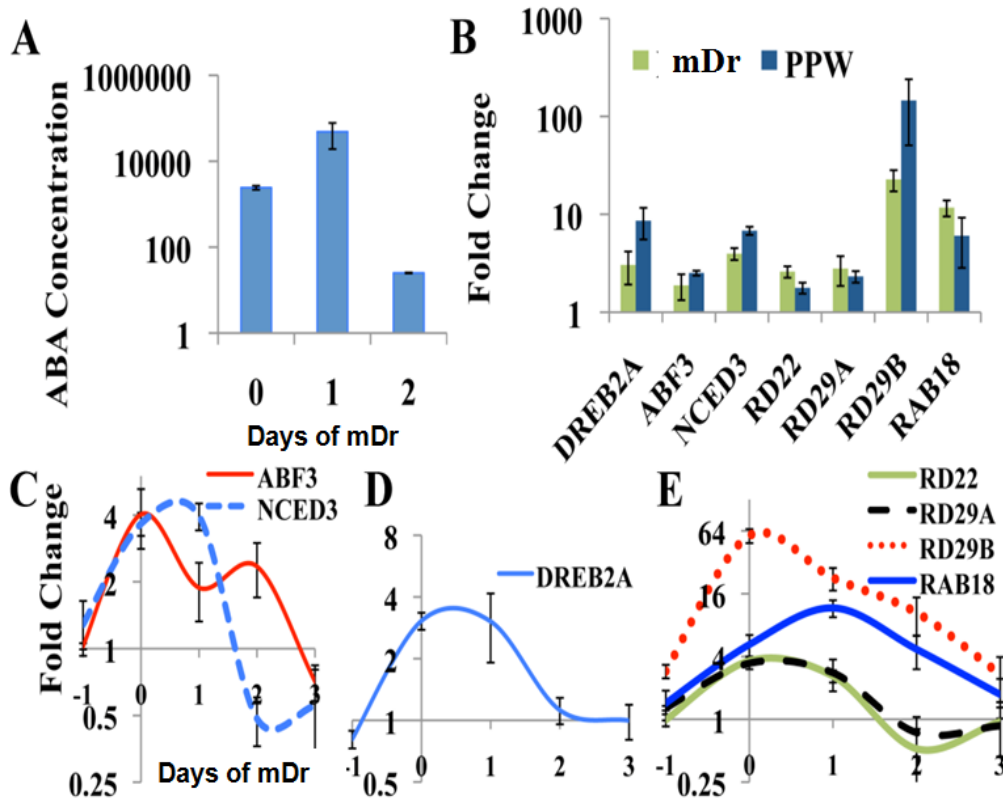 A
ABA Concentration
1000000
10000
100
1
0 1 2
Days of mDr
B
mDr PPW
Fold Change
1000
100
10
1
DREB2A ABF3 NCED3 RD22 RD29A RD29B RAB18
C
ABF3
NCED3
Fold Change
4
2
1
0.5
0.25
-1 0 1 2 3
Days of mDr
D
DREB2A
8
4
2
1
0.5
-1 0 1 2 3
E
RD22
RD29A
RD29B
RAB18
64
16
4
1
0.25
-1 0 1 2 3